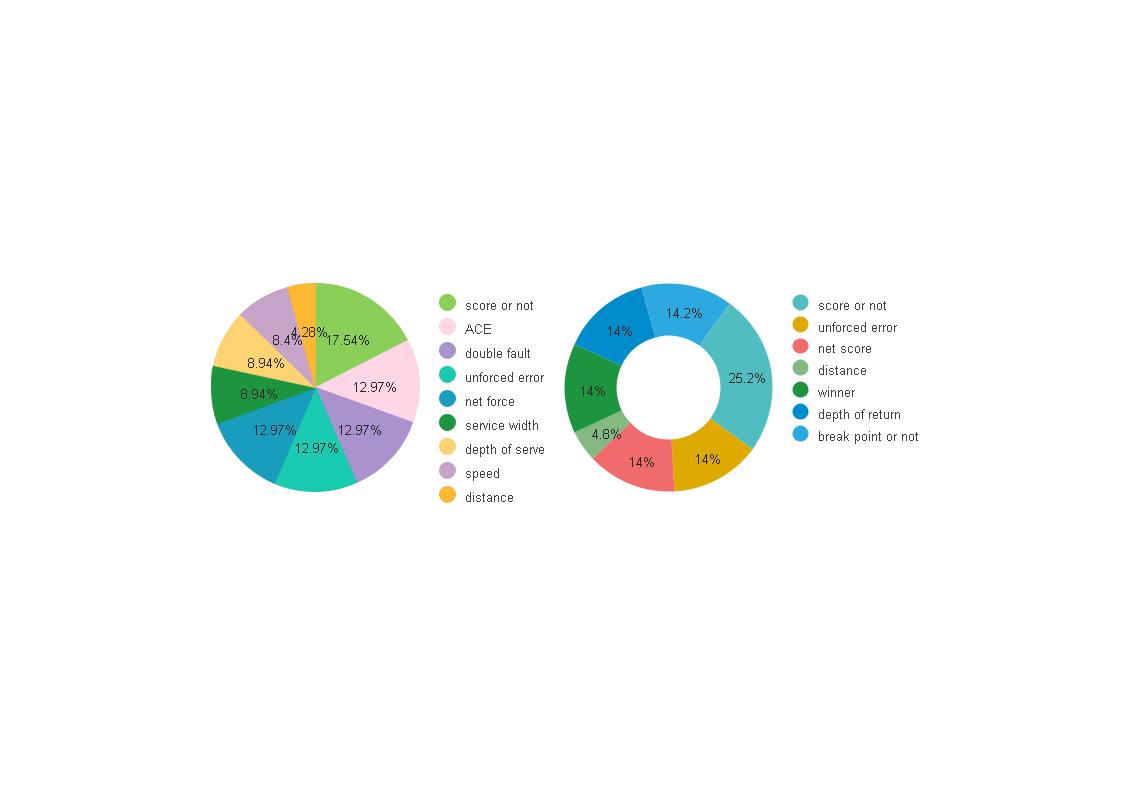 4.28%
17.54%
8.4%
8.94%
12.97%
8.94%
12.97%
12.97%
12.97%
score or not
ACE
double fault
unforced error
net force
service width
depth of serve
speed
distance
14.2%
14%
25.2%
14%
4.8%
14%
14%
score or not
unforced error
net score
distance
winner
depth of return
break point or not